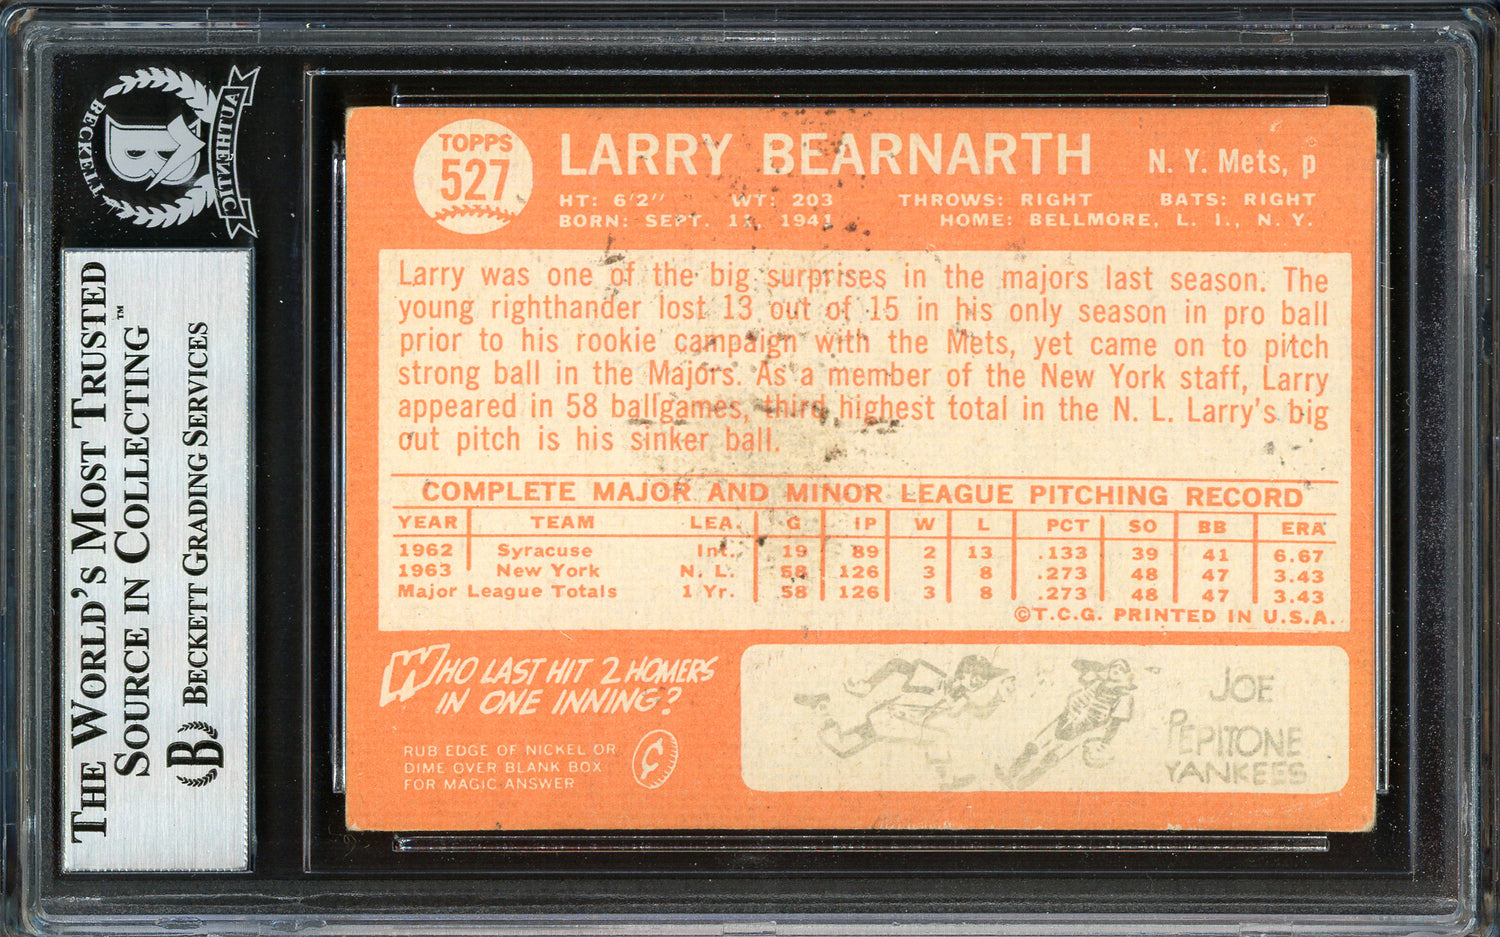 BECKETT
AUTHENTIC
THE WORLD'S MOST TRUSTED
SOURCE IN COLLECTING™
BECKETT GRADING SERVICES
TOPPS
527
LARRY BEARNARTH
N. Y. Mets, p
HT: 6'2" WT: 203 THROWS: RIGHT BATS: RIGHT
BORN: SEPT. 11, 1941 HOME: BELLMORE, L. I., N. Y.
Larry was one of the big surprises in the majors last season. The
young righthander lost 13 out of 15 in his only season in pro ball
prior to his rookie campaign with the Mets, yet came on to pitch
strong ball in the Majors. As a member of the New York staff, Larry
appeared in 58 ballgames, third highest total in the N. L. Larry's big
out pitch is his sinker ball.
COMPLETE MAJOR AND MINOR LEAGUE PITCHING RECORD
YEAR TEAM LEA. G IP W L PCT SO BB ERA
1962 Syracuse Int. 19 89 2 13 .133 39 41 6.67
1963 New York N. L. 58 126 3 8 .273 48 47 3.43
Major League Totals 1 Yr. 58 126 3 8 .273 48 47 3.43
©T.C.G. PRINTED IN U.S.A.
WHO LAST HIT 2 HOMERS
IN ONE INNING?
RUB EDGE OF NICKEL OR
DIME OVER BLANK BOX
FOR MAGIC ANSWER
JOE
PEPITONE
YANKEES